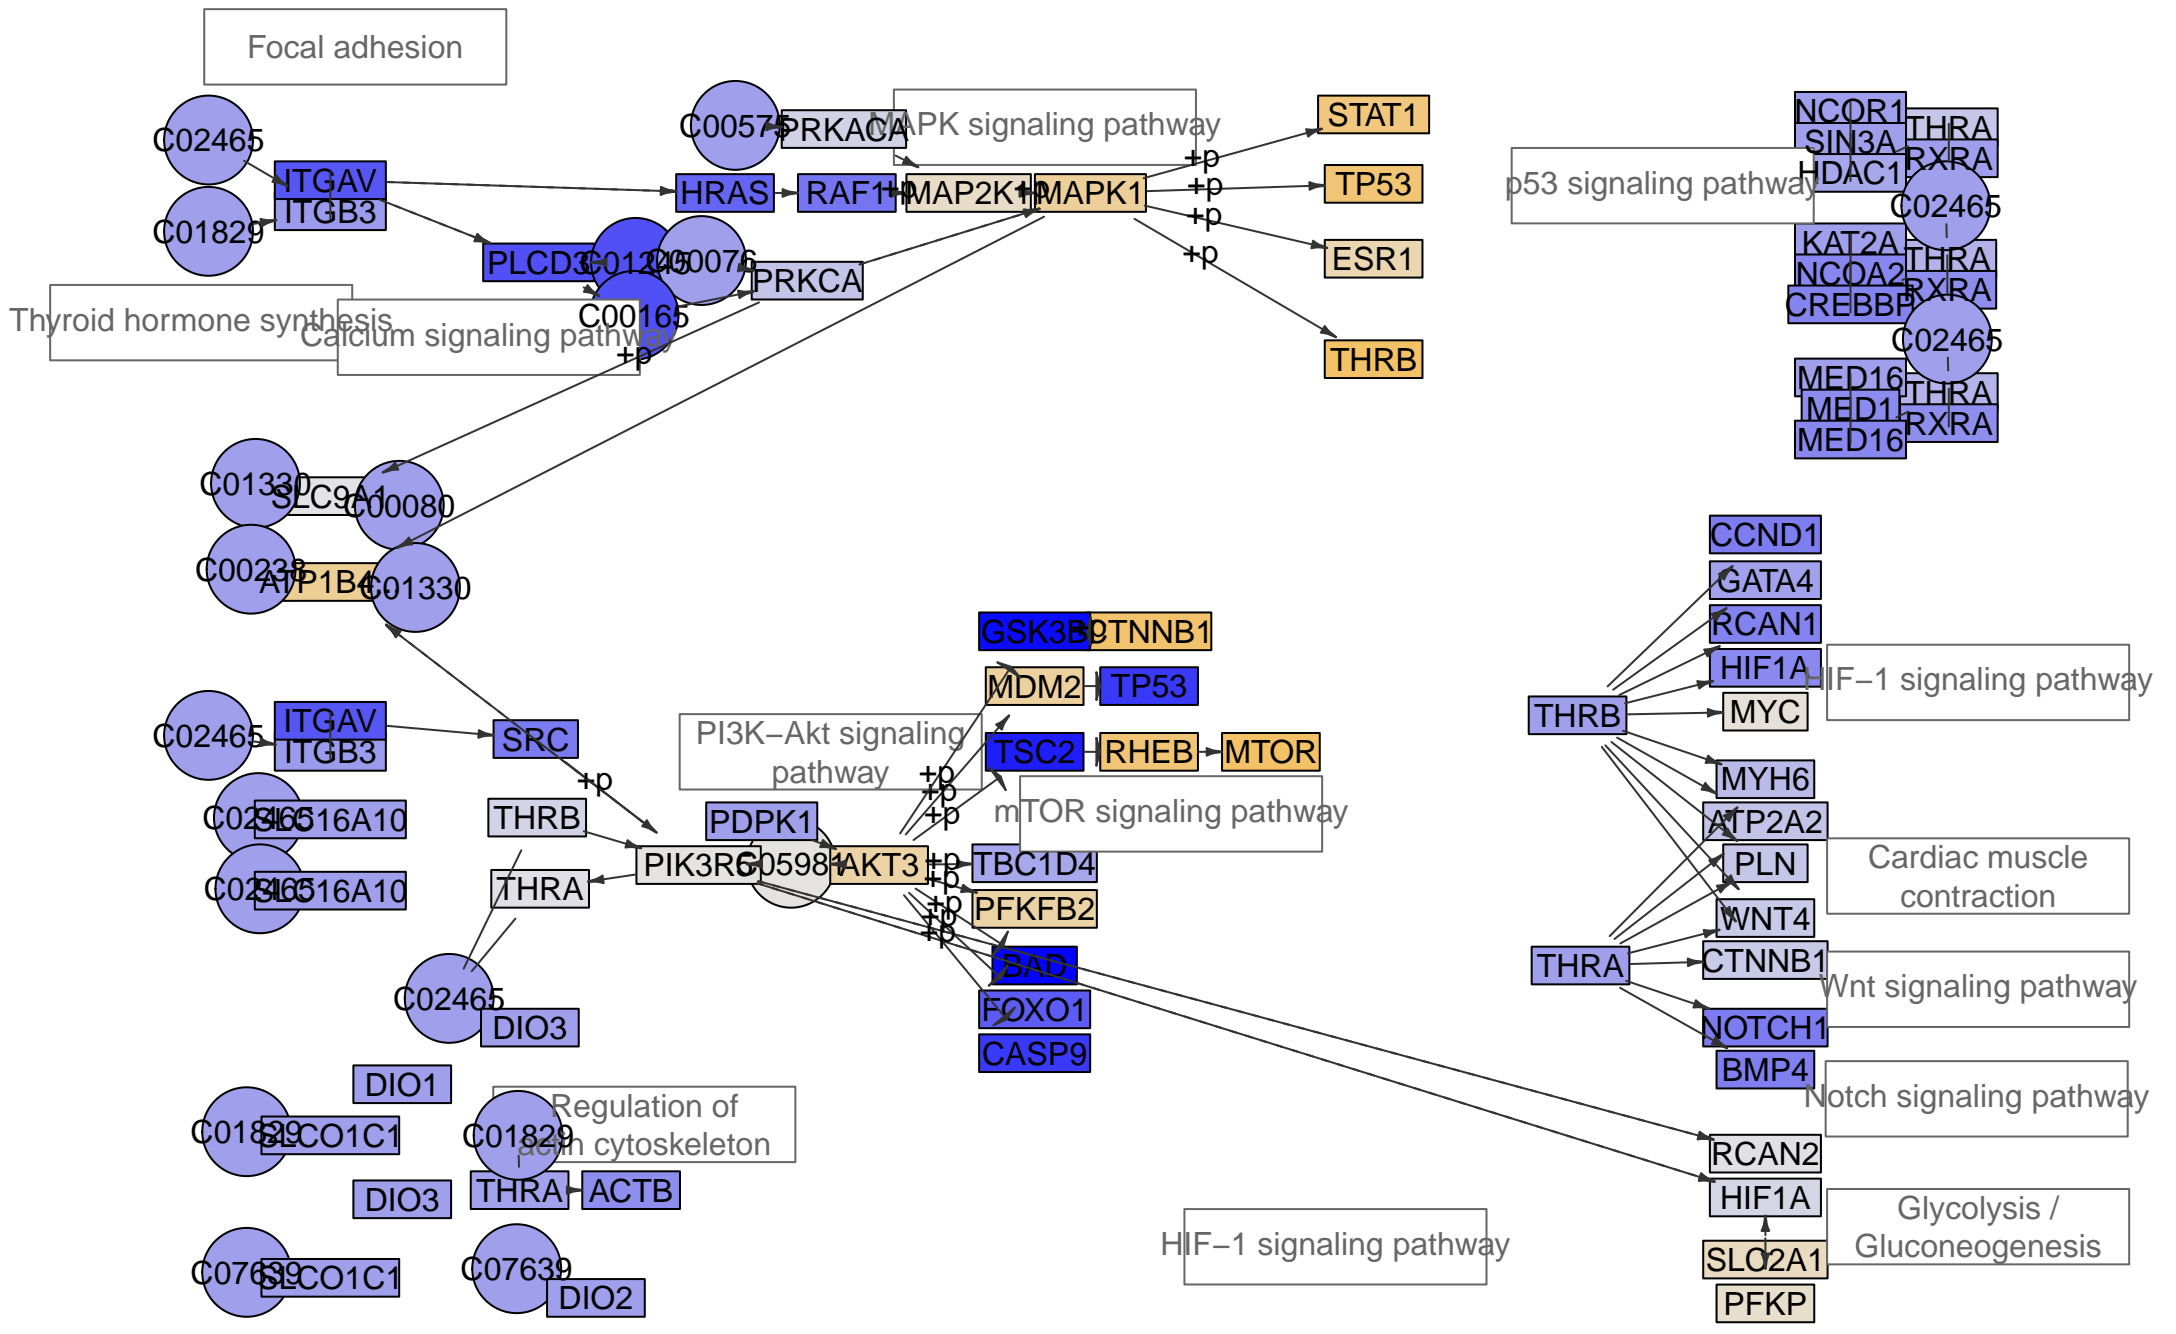 Focal adhesion
C02465
ITGAV
ITGB3
C01829
C00575
PRKACA
MAPK signaling pathway
HRAS
RAF1
+p
MAP2K1
+p
MAPK1
+p
+p
+p
+p
STAT1
TP53
ESR1
THRB
PLCD3
C01245
C00076
C00165
PRKCA
Thyroid hormone synthesis
Calcium signaling pathway
+p
p53 signaling pathway
NCOR1
SIN3A
HDAC1
THRA
RXRA
C02465
KAT2A
NCOA2
CREBBP
THRA
RXRA
C02465
MED16
MED1
MED16
THRA
RXRA
C01330
SLC9A1
C00080
C00238
ATP1B4
C01330
GSK3B
CTNNB1
MDM2
TP53
TSC2
RHEB
MTOR
C02465
ITGAV
ITGB3
SRC
+p
PI3K–Akt signaling
pathway
mTOR signaling pathway
C02465
SLC16A10
C02465
SLC16A10
THRB
THRA
PIK3R6
PDPK1
C05981
AKT3
+p
+p
+p
+p
+p
+p
+p
+p
TBC1D4
PFKFB2
BAD
FOXO1
CASP9
C02465
DIO3
DIO1
C01829
SLCO1C1
DIO3
C07639
SLCO1C1
Regulation of
actin cytoskeleton
C01829
THRA
ACTB
C07639
DIO2
CCND1
GATA4
RCAN1
HIF1A
HIF–1 signaling pathway
MYC
THRB
MYH6
ATP2A2
PLN
Cardiac muscle
contraction
WNT4
THRA
CTNNB1
Wnt signaling pathway
NOTCH1
BMP4
Notch signaling pathway
RCAN2
HIF1A
Glycolysis /
Gluconeogenesis
SLC2A1
PFKP
HIF–1 signaling pathway